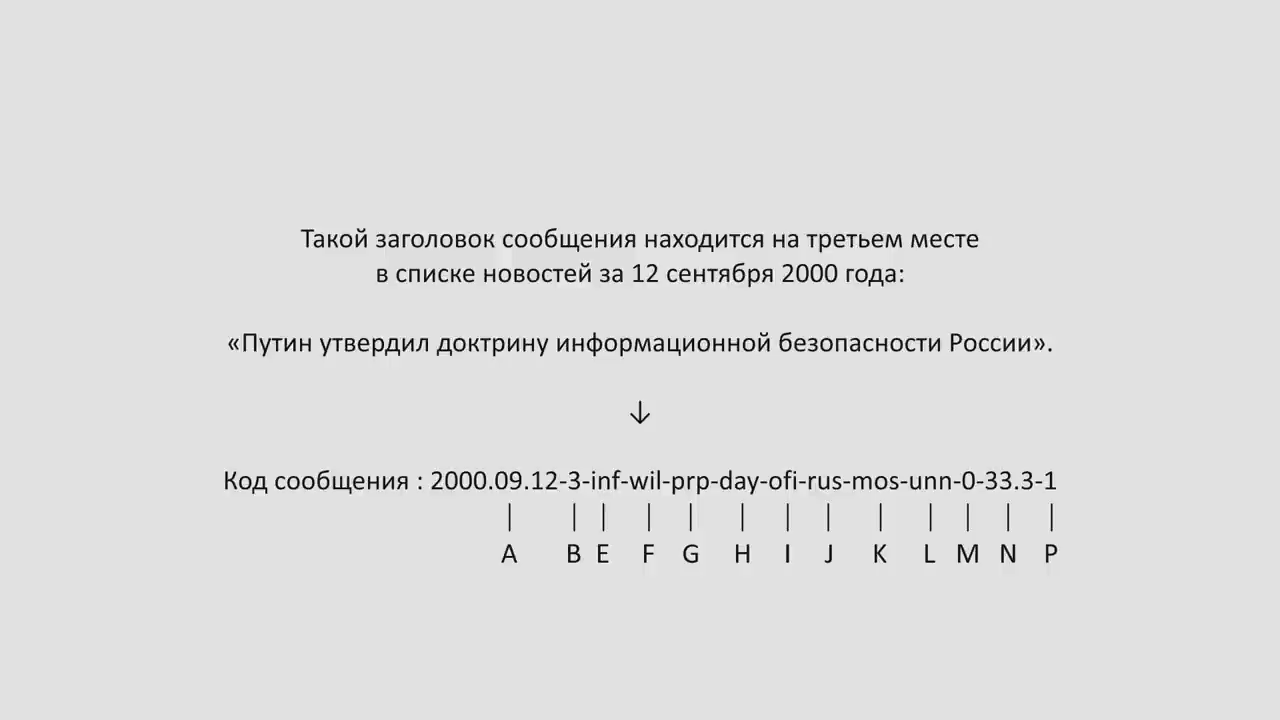 Такой заголовок сообщения находится на третьем месте
в списке новостей за 12 сентября 2000 года:
«Путин утвердил доктрину информационной безопасности России».
↓
Код сообщения : 2000.09.12-3-inf-wil-prp-day-ofi-rus-mos-unn-0-33.3-1
| | | | | | | | | | | | |
A B E F G H I J K L M N P